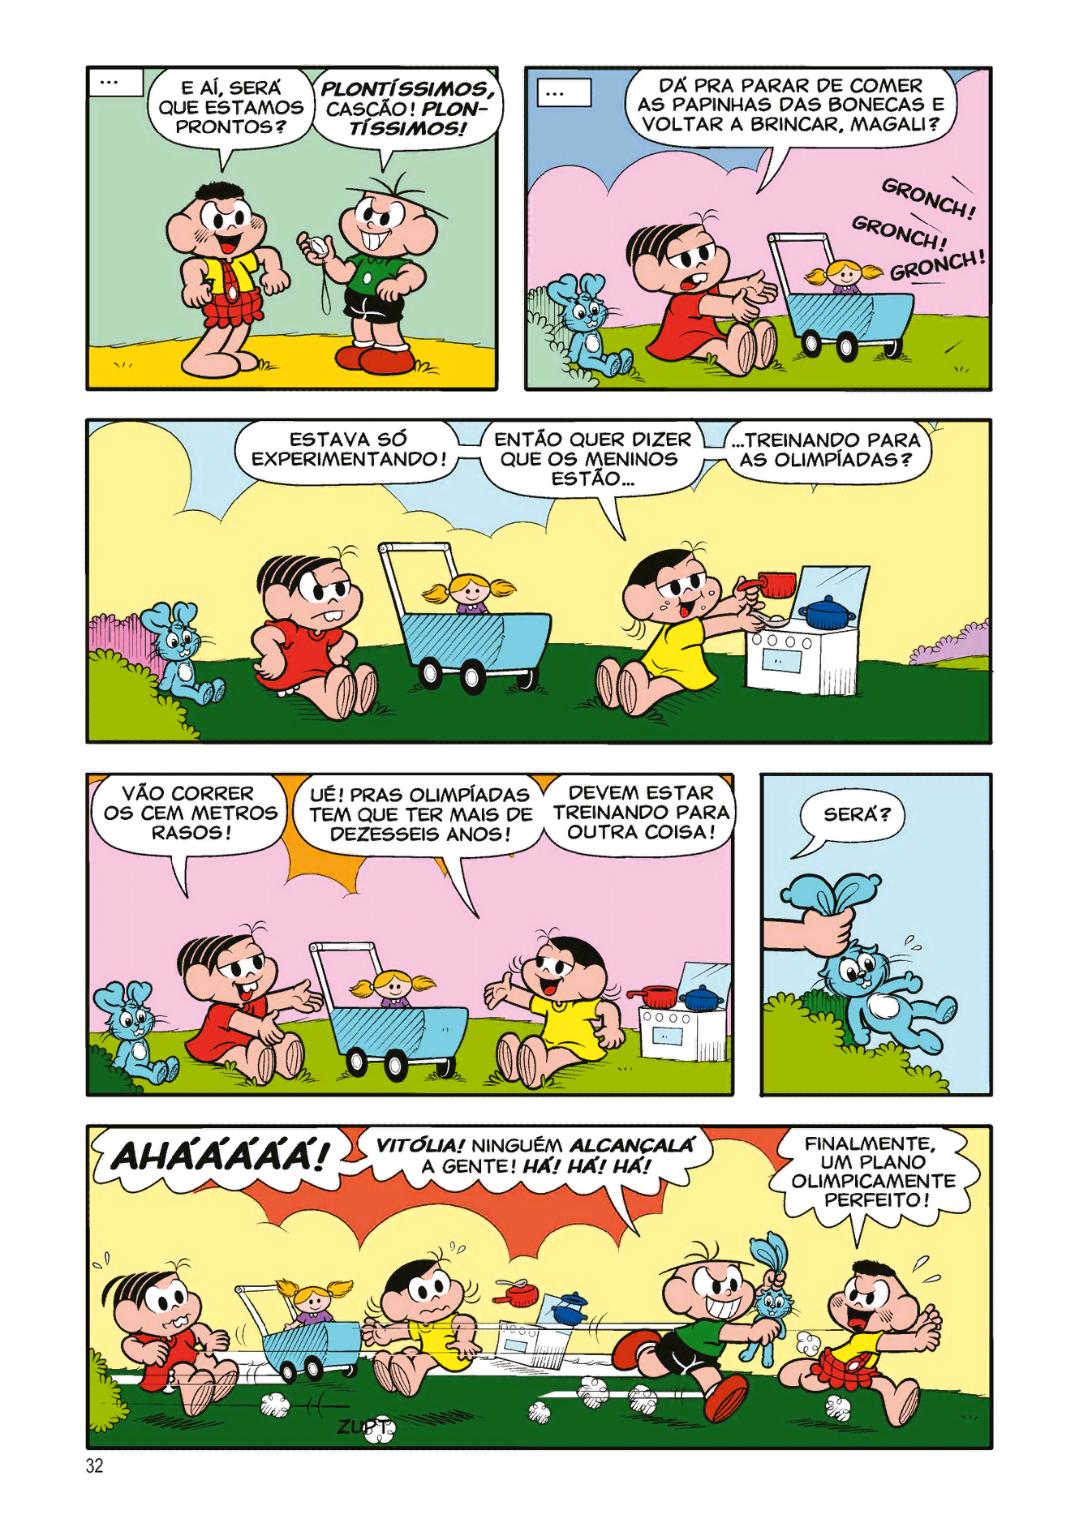 ...
E AÍ, SERÁ
QUE ESTAMOS
PRONTOS?
PLONTÍSSIMOS,
CASCÃO! PLON-
TÍSSIMOS!
...
DÁ PRA PARAR DE COMER
AS PAPINHAS DAS BONECAS E
VOLTAR A BRINCAR, MAGALI?
GRONCH!
GRONCH!
GRONCH!
ESTAVA SÓ
EXPERIMENTANDO!
ENTÃO QUER DIZER
QUE OS MENINOS
ESTÃO...
...TREINANDO PARA
AS OLIMPÍADAS?
VÃO CORRER
OS CEM METROS
RASOS!
UÉ! PRAS OLIMPÍADAS
TEM QUE TER MAIS DE
DEZESSEIS ANOS!
DEVEM ESTAR
TREINANDO PARA
OUTRA COISA!
SERÁ?
AHÁÁÁÁÁ!
VITÓLIA! NINGUÉM ALCANÇALÁ
A GENTE! HÁ! HÁ! HÁ!
FINALMENTE,
UM PLANO
OLIMPICAMENTE
PERFEITO!
ZUPT
32